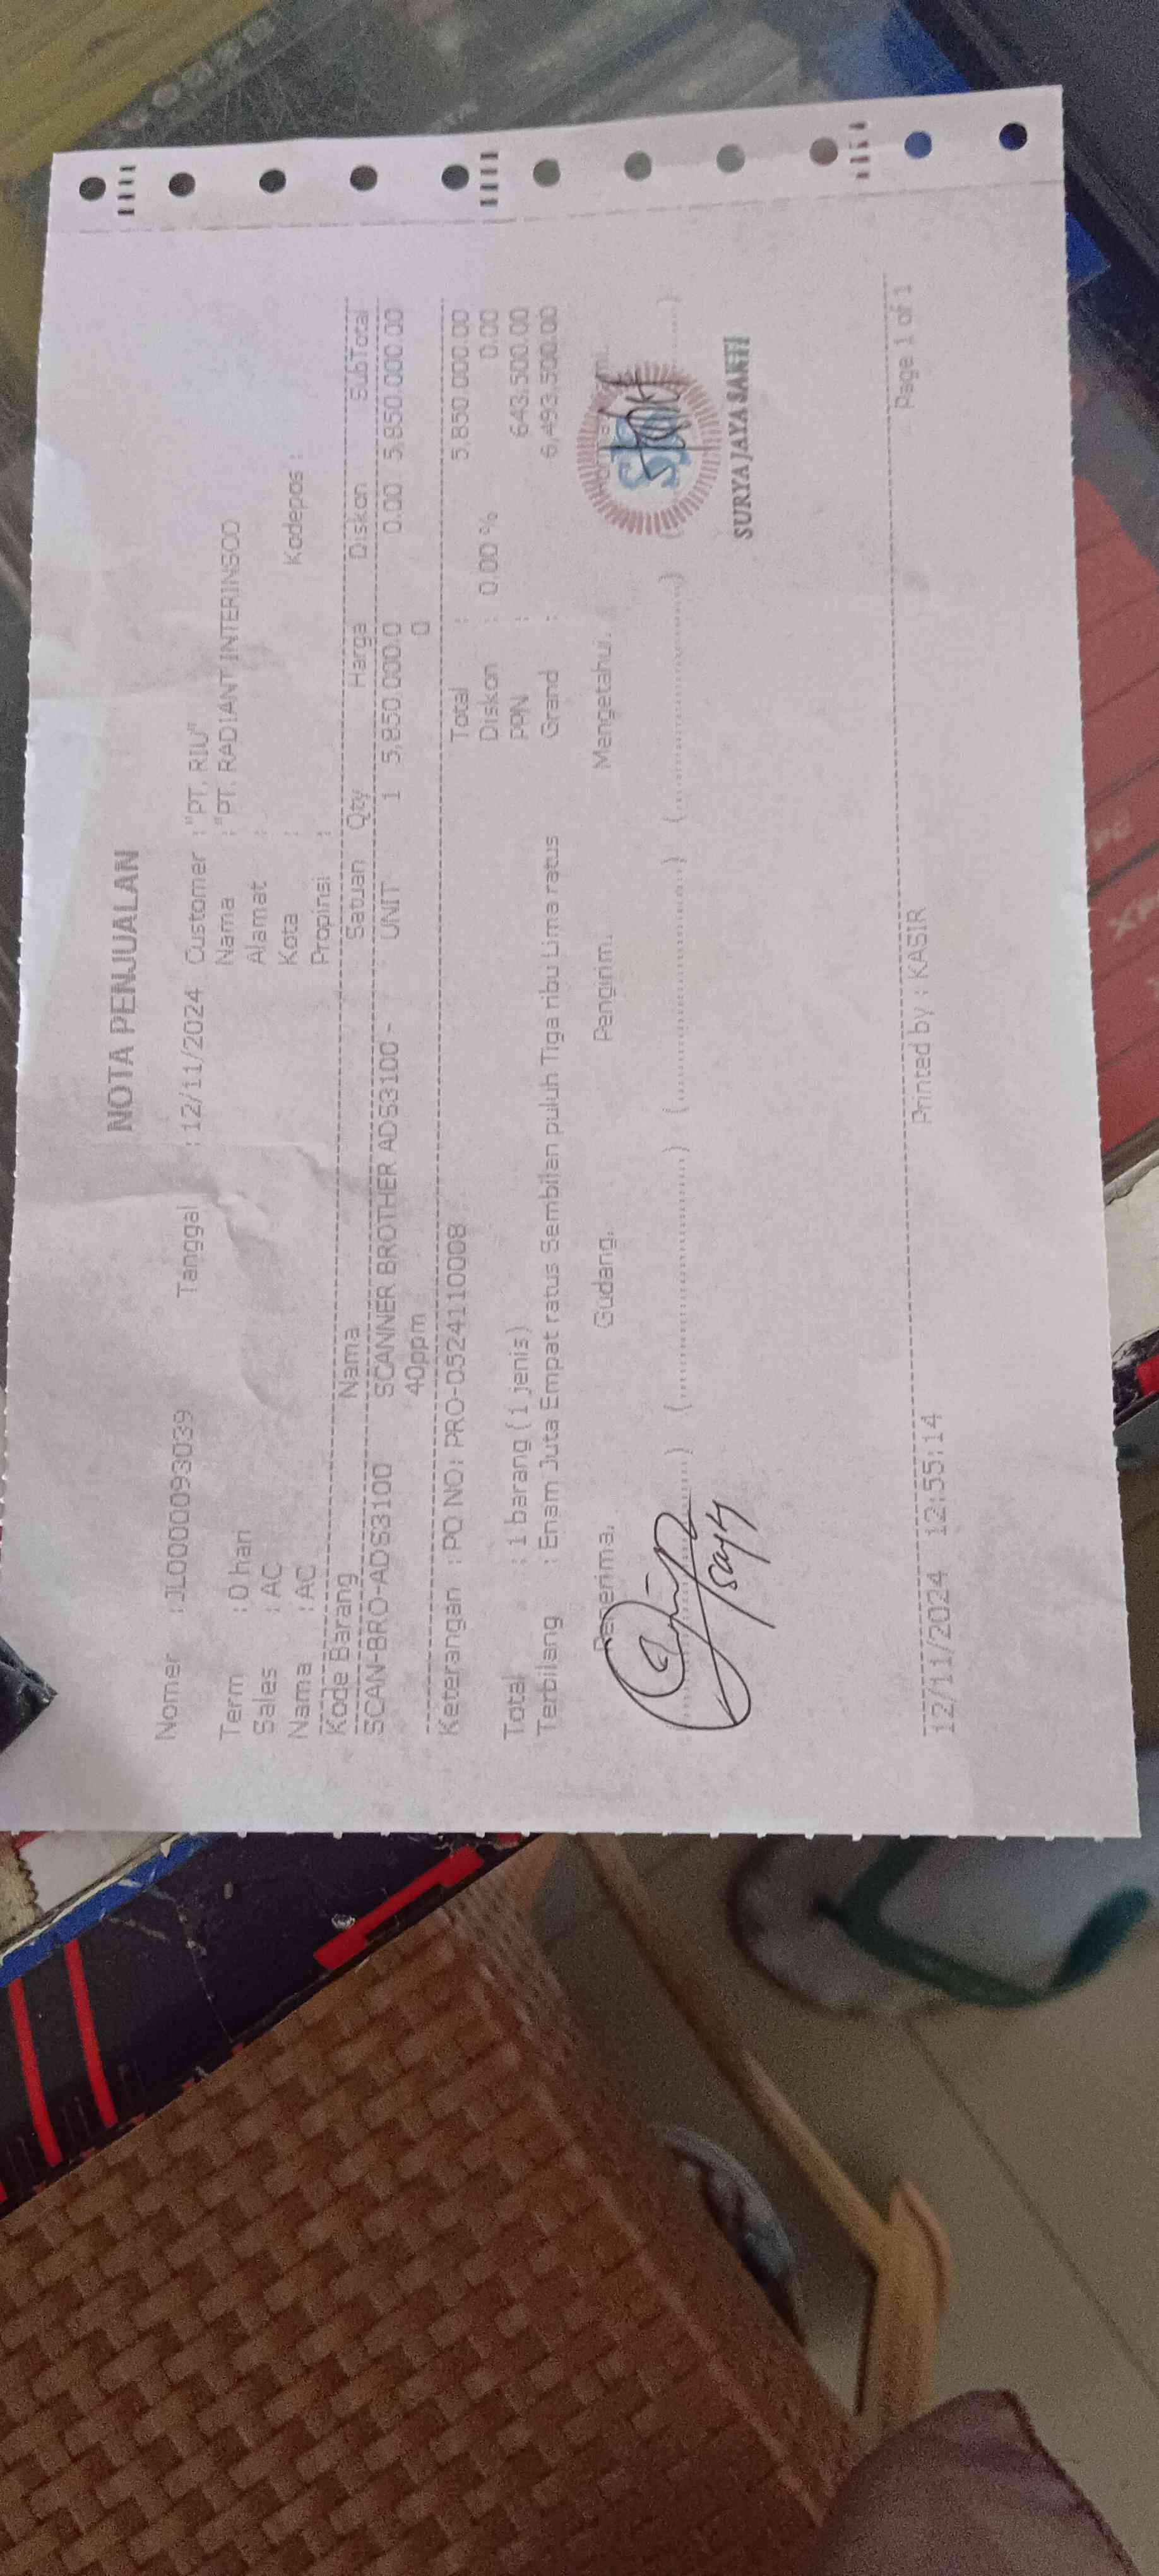 NOTA PENJUALAN
Nomer : JL0000093039 Tanggal : 12/11/2024 Customer : "PT. RIU"
Nama : "PT. RADIANT INTERINSCO
Term : 0 hari Alamat :
Sales : AC Kota : Kodepos :
Nama : AC Propinsi :
Kode Barang Nama Satuan Qty Harga Diskon SubTotal
SCAN-BRO-ADS3100 SCANNER BROTHER ADS3100 - UNIT 1 5,850,000.0 0.00 5,850,000.00
40ppm 0
Keterangan : PO NO: PRO-0524110008 Total : 5,850,000.00
Diskon : 0.00 % 0.00
Total : 1 barang ( 1 jenis ) PPN : 643,500.00
Terbilang : Enam Juta Empat ratus Sembilan puluh Tiga ribu Lima ratus Grand : 6,493,500.00
Penerima, Gudang, Pengirim, Mengetahui,
SURYA JAYA SAKTI
12/11/2024 12:55:14 Printed by : KASIR Page 1 of 1